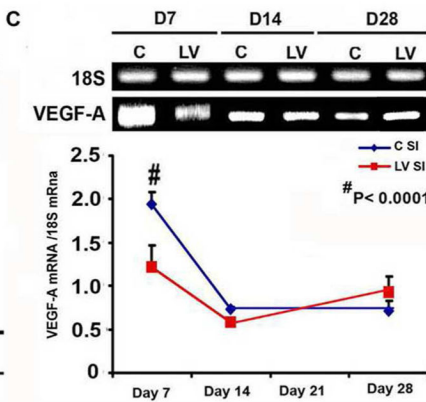 C
D7 D14 D28
C LV C LV C LV
18S
VEGF-A
VEGF-A mRNA /18S mRna
2.5
2.0
1.5
1.0
0.5
0
C SI
LV SI
#
#P< 0.0001
Day 7 Day 14 Day 21 Day 28